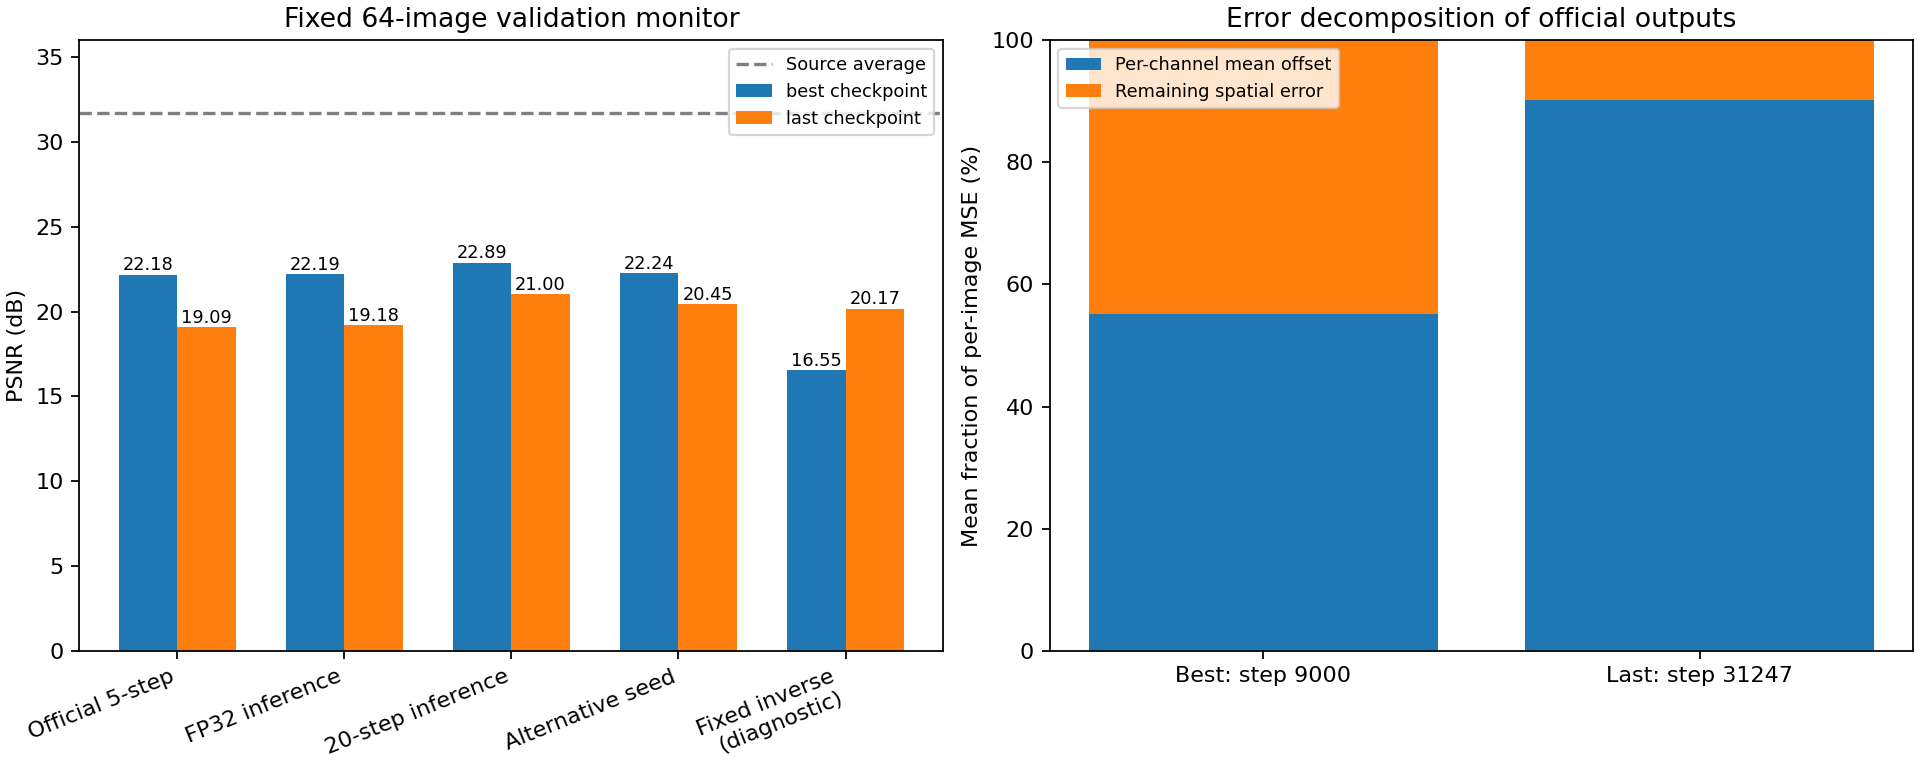 Fixed 64-image validation monitor
PSNR (dB)
35
30
25
20
15
10
5
0
Source average
best checkpoint
last checkpoint
22.18
19.09
22.19
19.18
22.89
21.00
22.24
20.45
16.55
20.17
Official 5-step
FP32 inference
20-step inference
Alternative seed
Fixed inverse
(diagnostic)
Error decomposition of official outputs
Mean fraction of per-image MSE (%)
100
80
60
40
20
0
Per-channel mean offset
Remaining spatial error
Best: step 9000
Last: step 31247